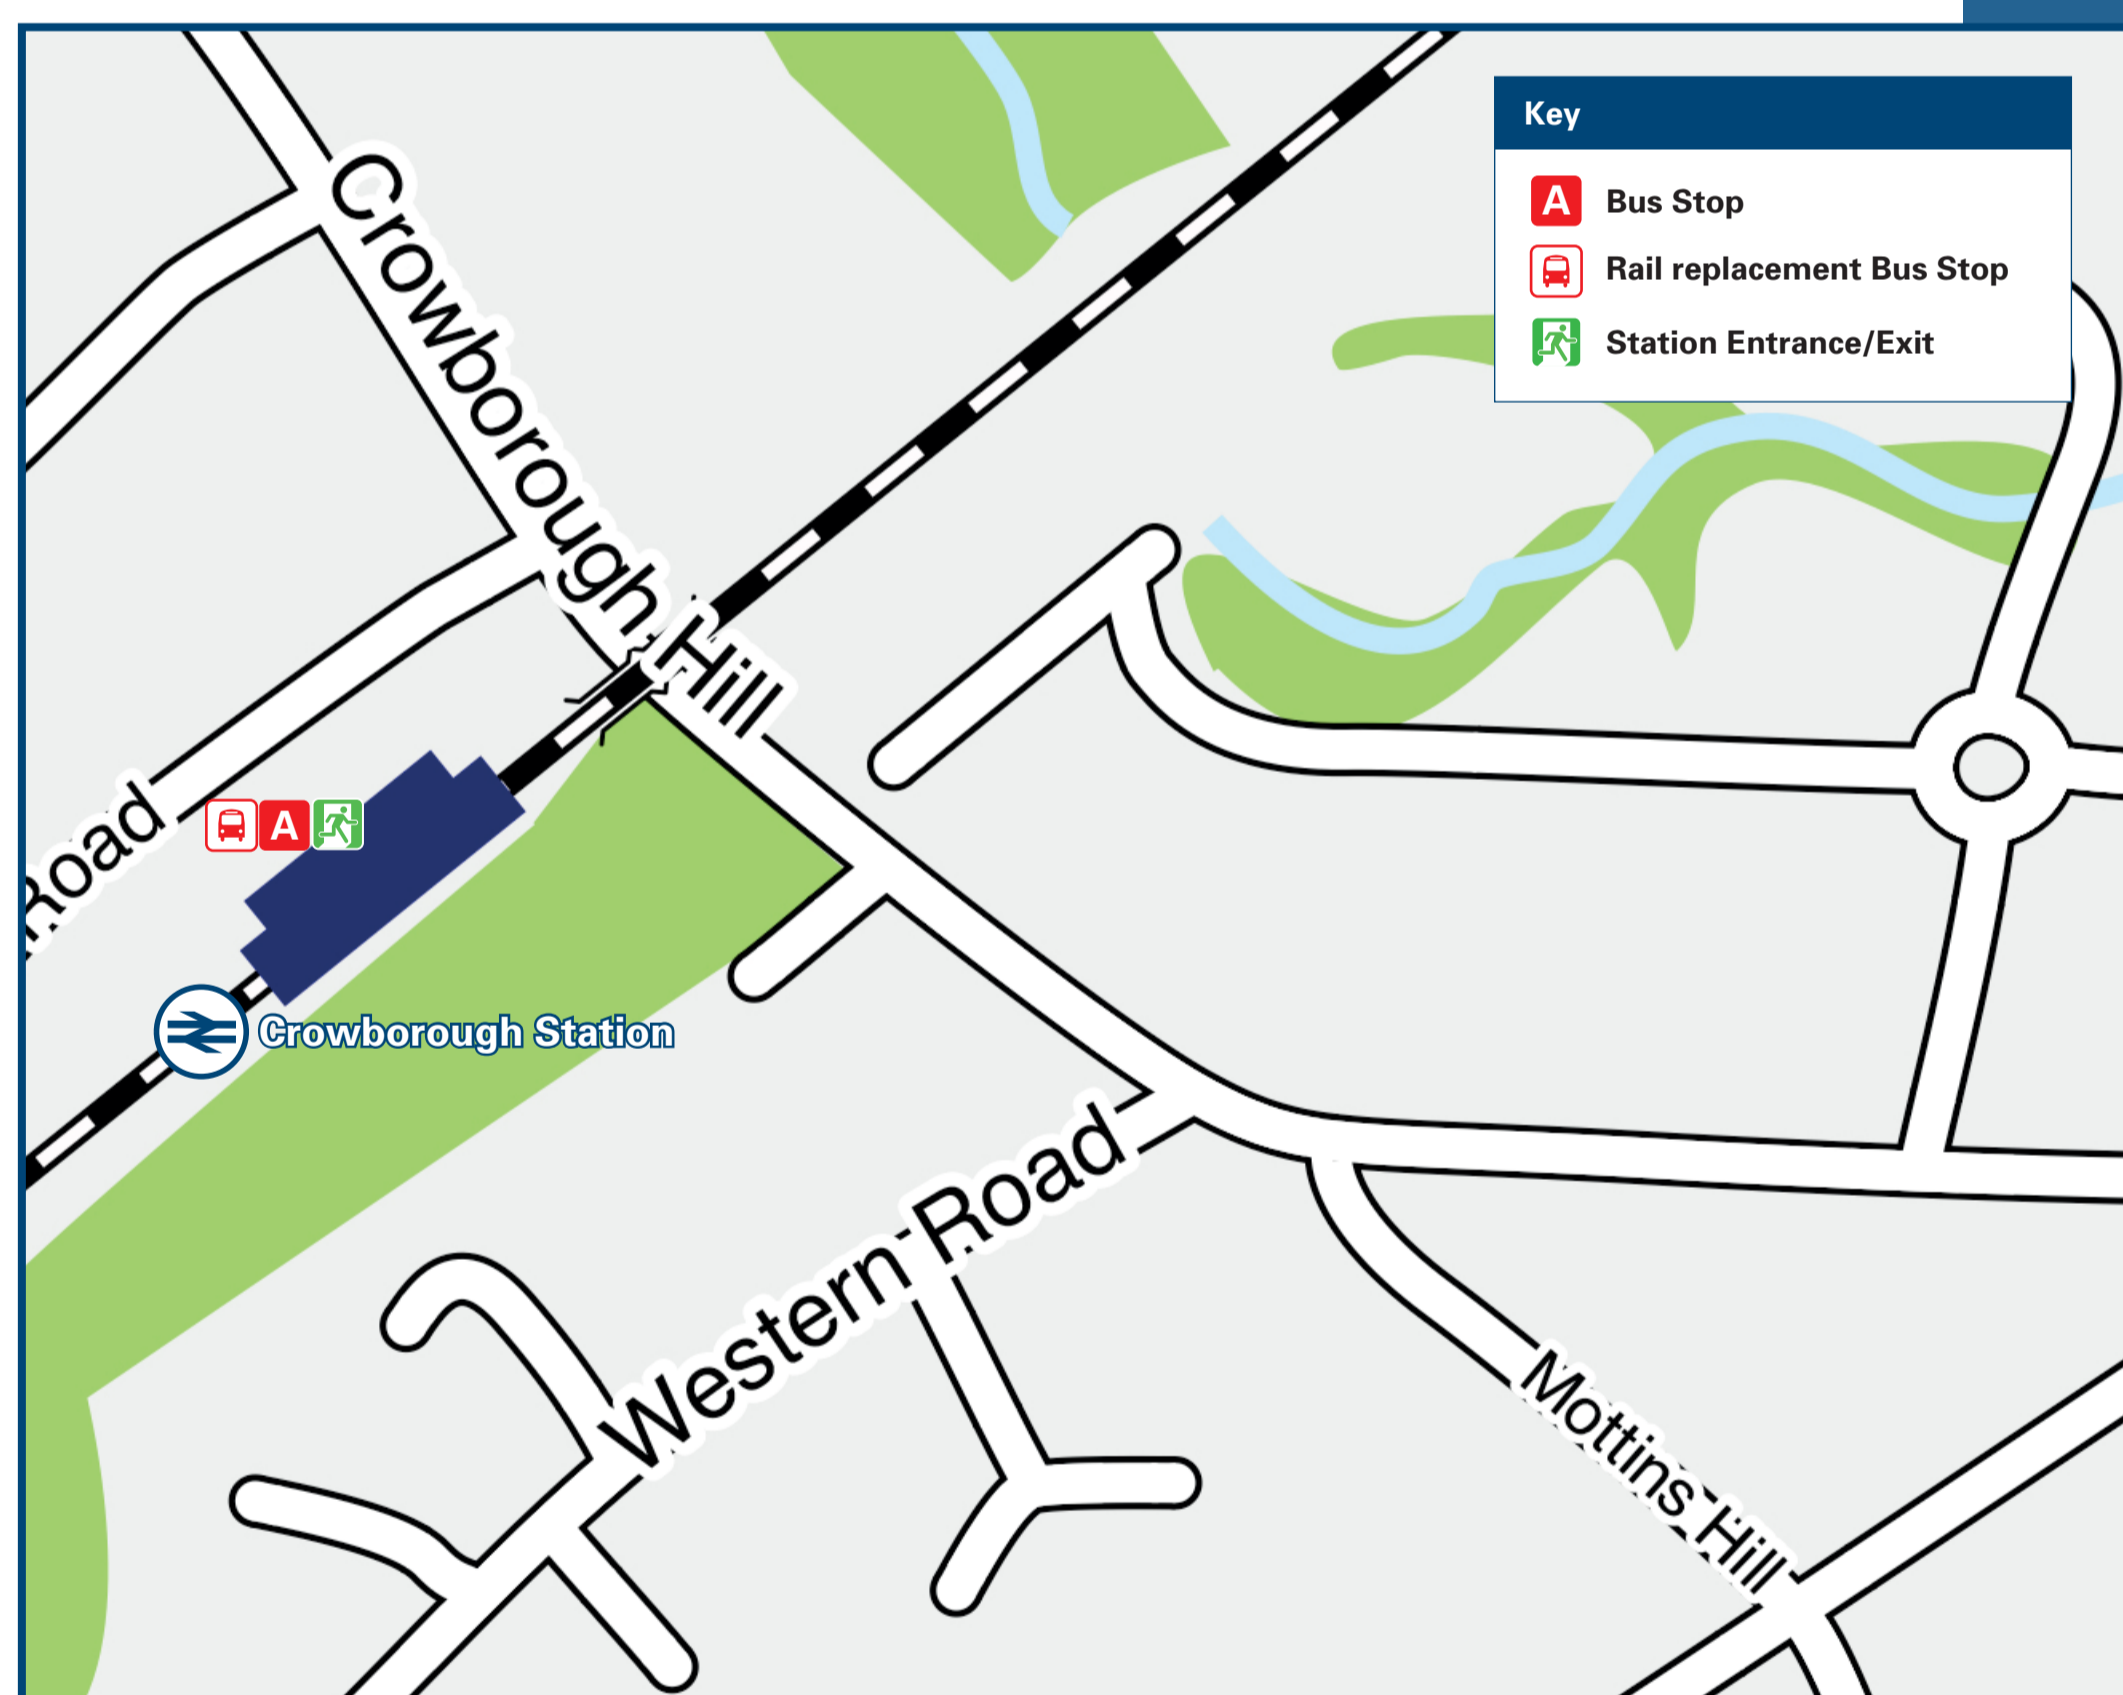 Key
A Bus Stop
Rail replacement Bus Stop
Station Entrance/Exit
Crowborough Hill
Road
A
Crowborough Station
Western Road
Mottins Hill